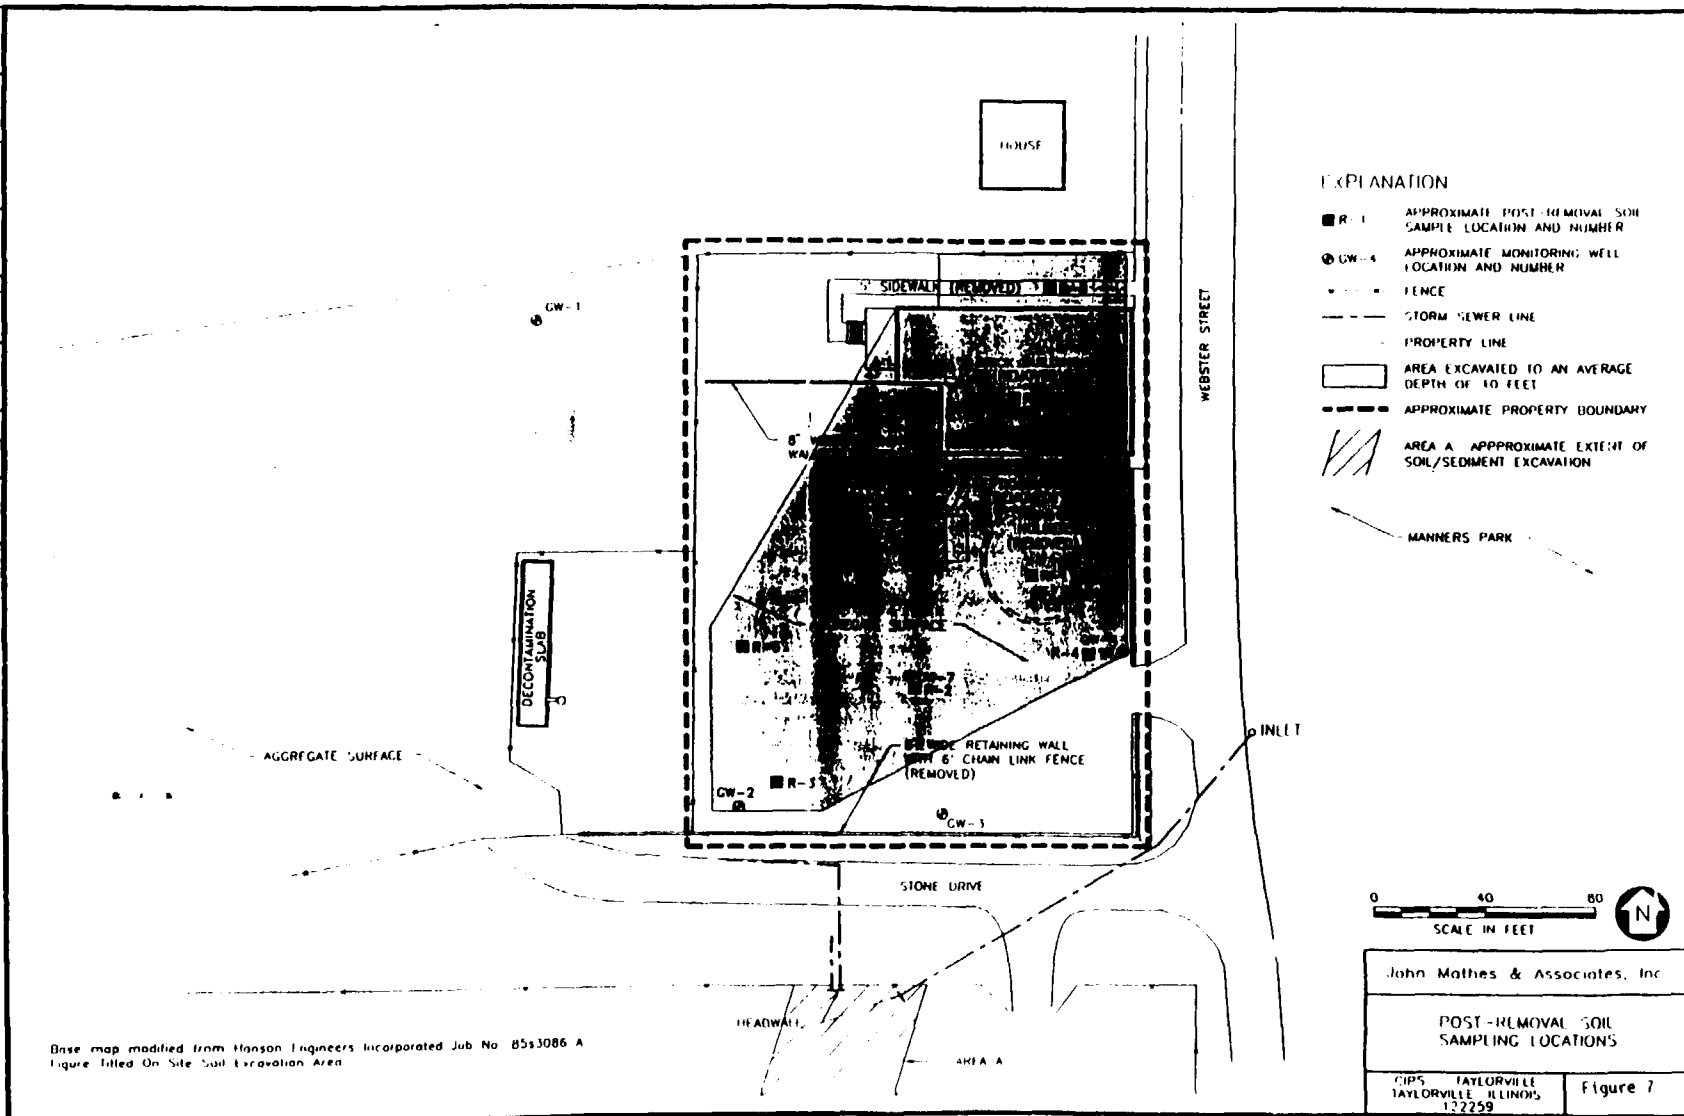 HOUSE
EXPLANATION
R-1
APPROXIMATE POST-REMOVAL SOIL
SAMPLE LOCATION AND NUMBER
GW-4
APPROXIMATE MONITORING WELL
LOCATION AND NUMBER
FENCE
STORM SEWER LINE
PROPERTY LINE
AREA EXCAVATED TO AN AVERAGE
DEPTH OF 10 FEET
APPROXIMATE PROPERTY BOUNDARY
AREA A APPPROXIMATE EXTENT OF
SOIL/SEDIMENT EXCAVATION
MANNERS PARK
GW-1
5' SIDEWALK (REMOVED)
WEBSTER STREET
8" W
WA
DECONTAMINATION
SLAB
SURFACE
R-4
R-2
R-3
GW-2
GW-3
WIDE RETAINING WALL
6' CHAIN LINK FENCE
(REMOVED)
INLET
AGGREGATE SURFACE
STONE DRIVE
HEADWALL
AREA A
0 40 80
SCALE IN FEET
N
John Mathes & Associates, Inc
POST-REMOVAL SOIL
SAMPLING LOCATIONS
CIPS TAYLORVILLE
TAYLORVILLE ILLINOIS
122259
Figure 7
Base map modified from Hanson Engineers Incorporated Job No 85s3086 A
Figure Titled On Site Soil Excavation Area